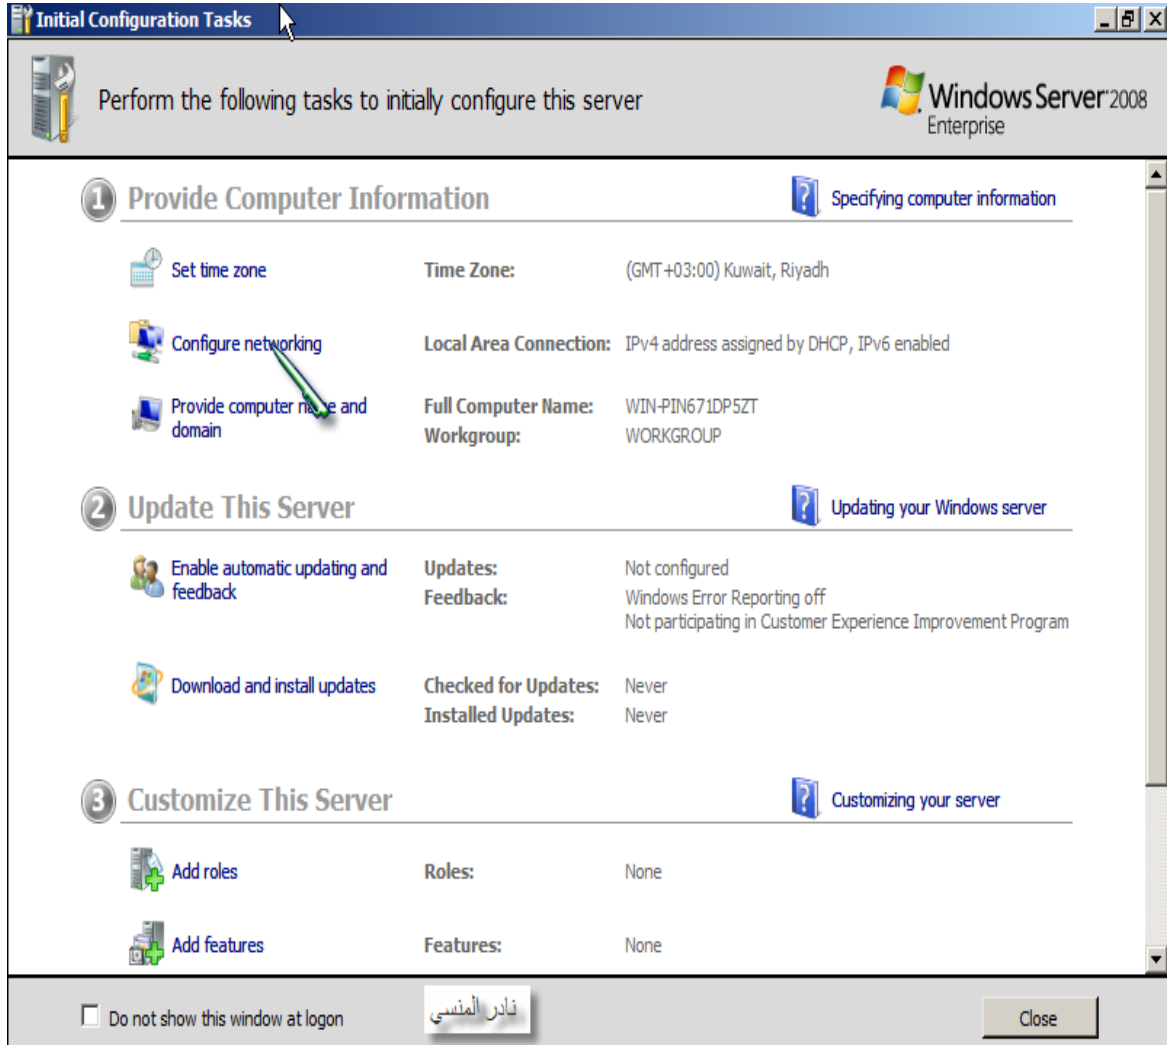 Initial Configuration Tasks
Perform the following tasks to initially configure this server
Windows Server 2008
Enterprise
1 Provide Computer Information
Specifying computer information
Set time zone Time Zone: (GMT+03:00) Kuwait, Riyadh
Configure networking Local Area Connection: IPv4 address assigned by DHCP, IPv6 enabled
Provide computer name and Full Computer Name: WIN-PIN671DP5ZT
domain Workgroup: WORKGROUP
2 Update This Server
Updating your Windows server
Enable automatic updating and Updates: Not configured
feedback Feedback: Windows Error Reporting off
Not participating in Customer Experience Improvement Program
Download and install updates Checked for Updates: Never
Installed Updates: Never
3 Customize This Server
Customizing your server
Add roles Roles: None
Add features Features: None
Do not show this window at logon
نادر المنسي
Close